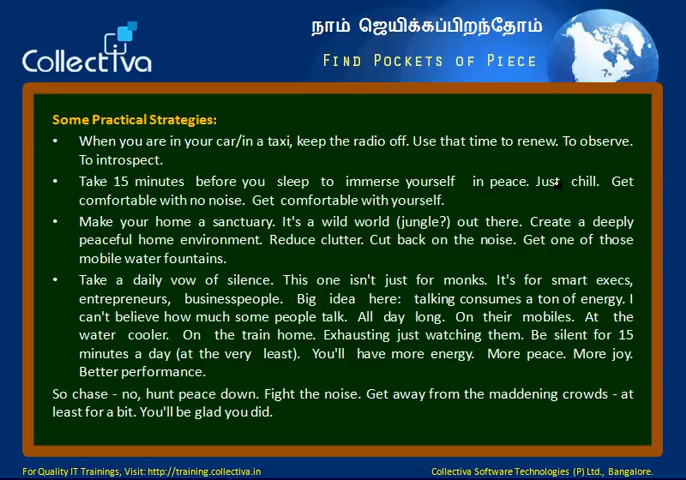 நாம் ஜெயிக்கப்பிறந்தோம்
Collectiva
FIND POCKETS OF PIECE
Some Practical Strategies:
• When you are in your car/in a taxi, keep the radio off. Use that time to renew. To observe.
To introspect.
• Take 15 minutes before you sleep to immerse yourself in peace. Just chill. Get
comfortable with no noise. Get comfortable with yourself.
• Make your home a sanctuary. It's a wild world (jungle?) out there. Create a deeply
peaceful home environment. Reduce clutter. Cut back on the noise. Get one of those
mobile water fountains.
• Take a daily vow of silence. This one isn't just for monks. It's for smart execs,
entrepreneurs, businesspeople. Big idea here: talking consumes a ton of energy. I
can't believe how much some people talk. All day long. On their mobiles. At the
water cooler. On the train home. Exhausting just watching them. Be silent for 15
minutes a day (at the very least). You'll have more energy. More peace. More joy.
Better performance.
So chase - no, hunt peace down. Fight the noise. Get away from the maddening crowds - at
least for a bit. You'll be glad you did.
For Quality IT Trainings, Visit: http://training.collectiva.in
Collectiva Software Technologies (P) Ltd., Bangalore.